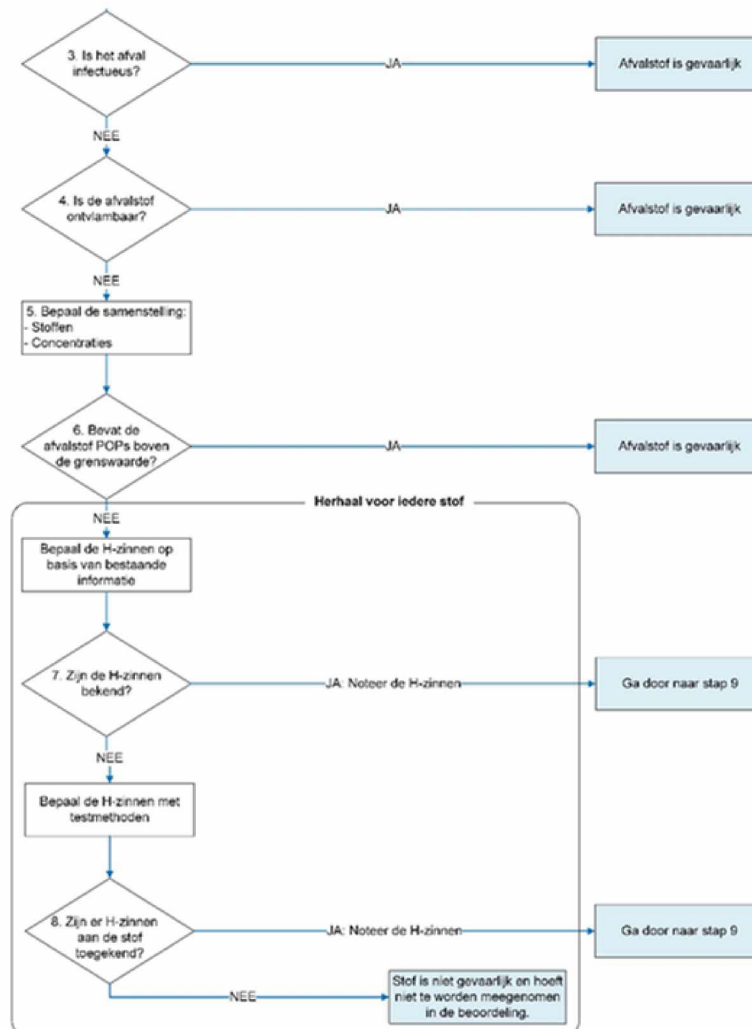 3. Is het afval
infectueus?
JA
Afvalstof is gevaarlijk
NEE
4. Is de afvalstof
ontvlambaar?
JA
Afvalstof is gevaarlijk
NEE
5. Bepaal de samenstelling:
- Stoffen
- Concentraties
6. Bevat de
afvalstof POPs boven
de grenswaarde?
JA
Afvalstof is gevaarlijk
Herhaal voor iedere stof
NEE
Bepaal de H-zinnen op
basis van bestaande
informatie
7. Zijn de H-zinnen
bekend?
JA: Noteer de H-zinnen
Ga door naar stap 9
NEE
Bepaal de H-zinnen met
testmethoden
8. Zijn er H-zinnen
aan de stof
toegekend?
JA: Noteer de H-zinnen
Ga door naar stap 9
NEE
Stof is niet gevaarlijk en hoeft
niet te worden meegenomen
in de beoordeling.